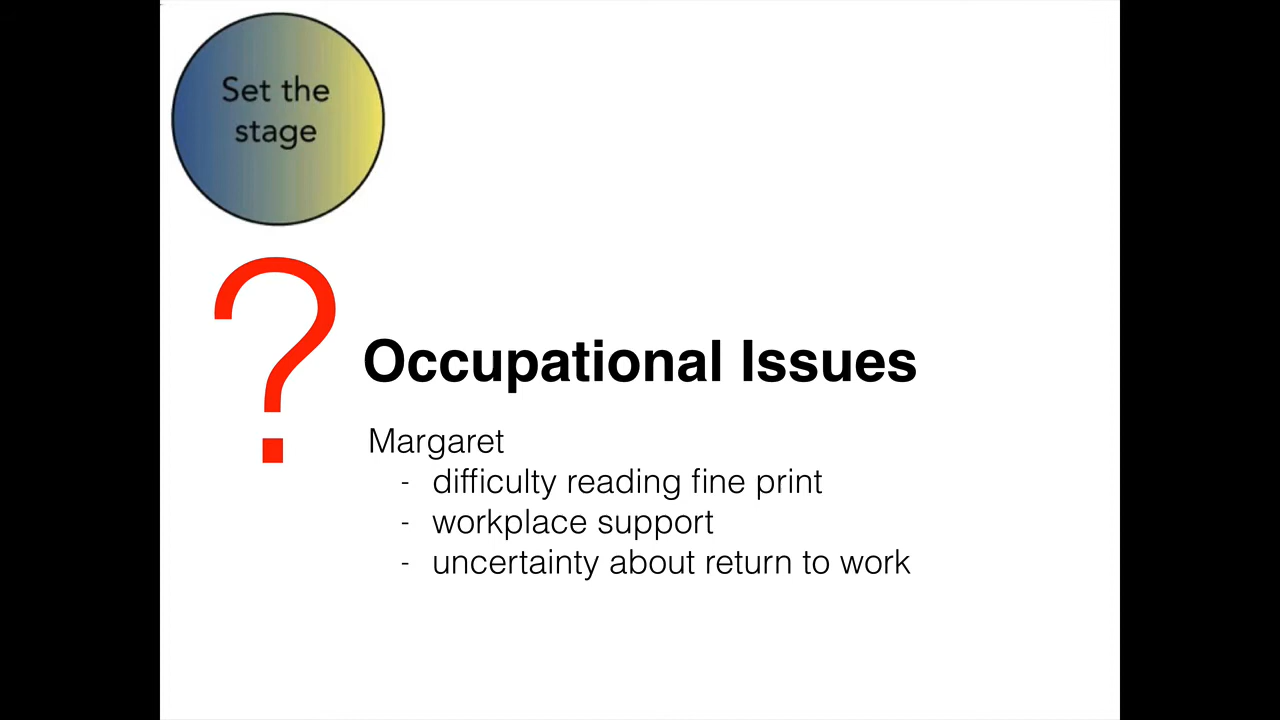 Set the
stage
?
Occupational Issues
Margaret
- difficulty reading fine print
- workplace support
- uncertainty about return to work